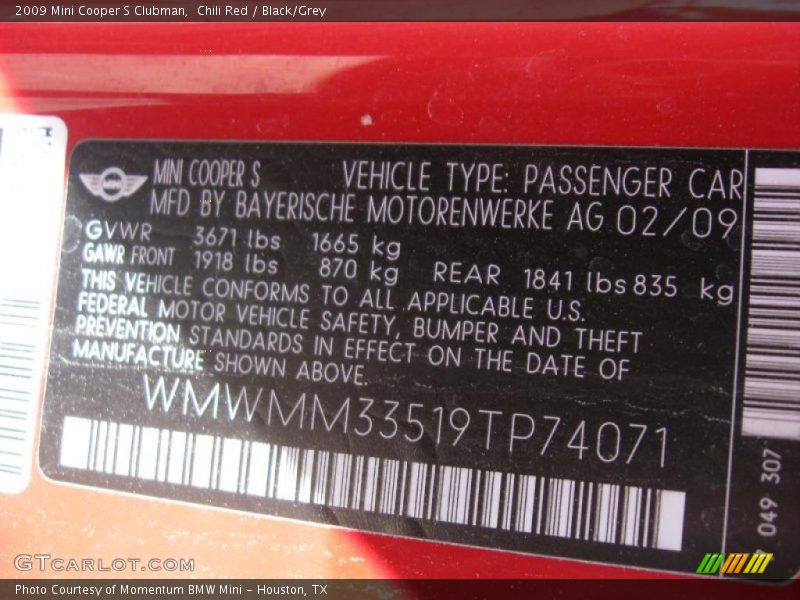 2009 Mini Cooper S Clubman,  Chili Red / Black/Grey
MINI COOPER S VEHICLE TYPE: PASSENGER CAR
MFD BY BAYERISCHE MOTORENWERKE AG 02/09
GVWR 3671 lbs 1665 kg
GAWR FRONT 1918 lbs 870 kg REAR 1841 lbs 835 kg
THIS VEHICLE CONFORMS TO ALL APPLICABLE U.S.
FEDERAL MOTOR VEHICLE SAFETY, BUMPER AND THEFT
PREVENTION STANDARDS IN EFFECT ON THE DATE OF
MANUFACTURE SHOWN ABOVE.
WMWMM33519TP74071
049 307
GTCARLOT.COM
Photo Courtesy of Momentum BMW Mini - Houston, TX